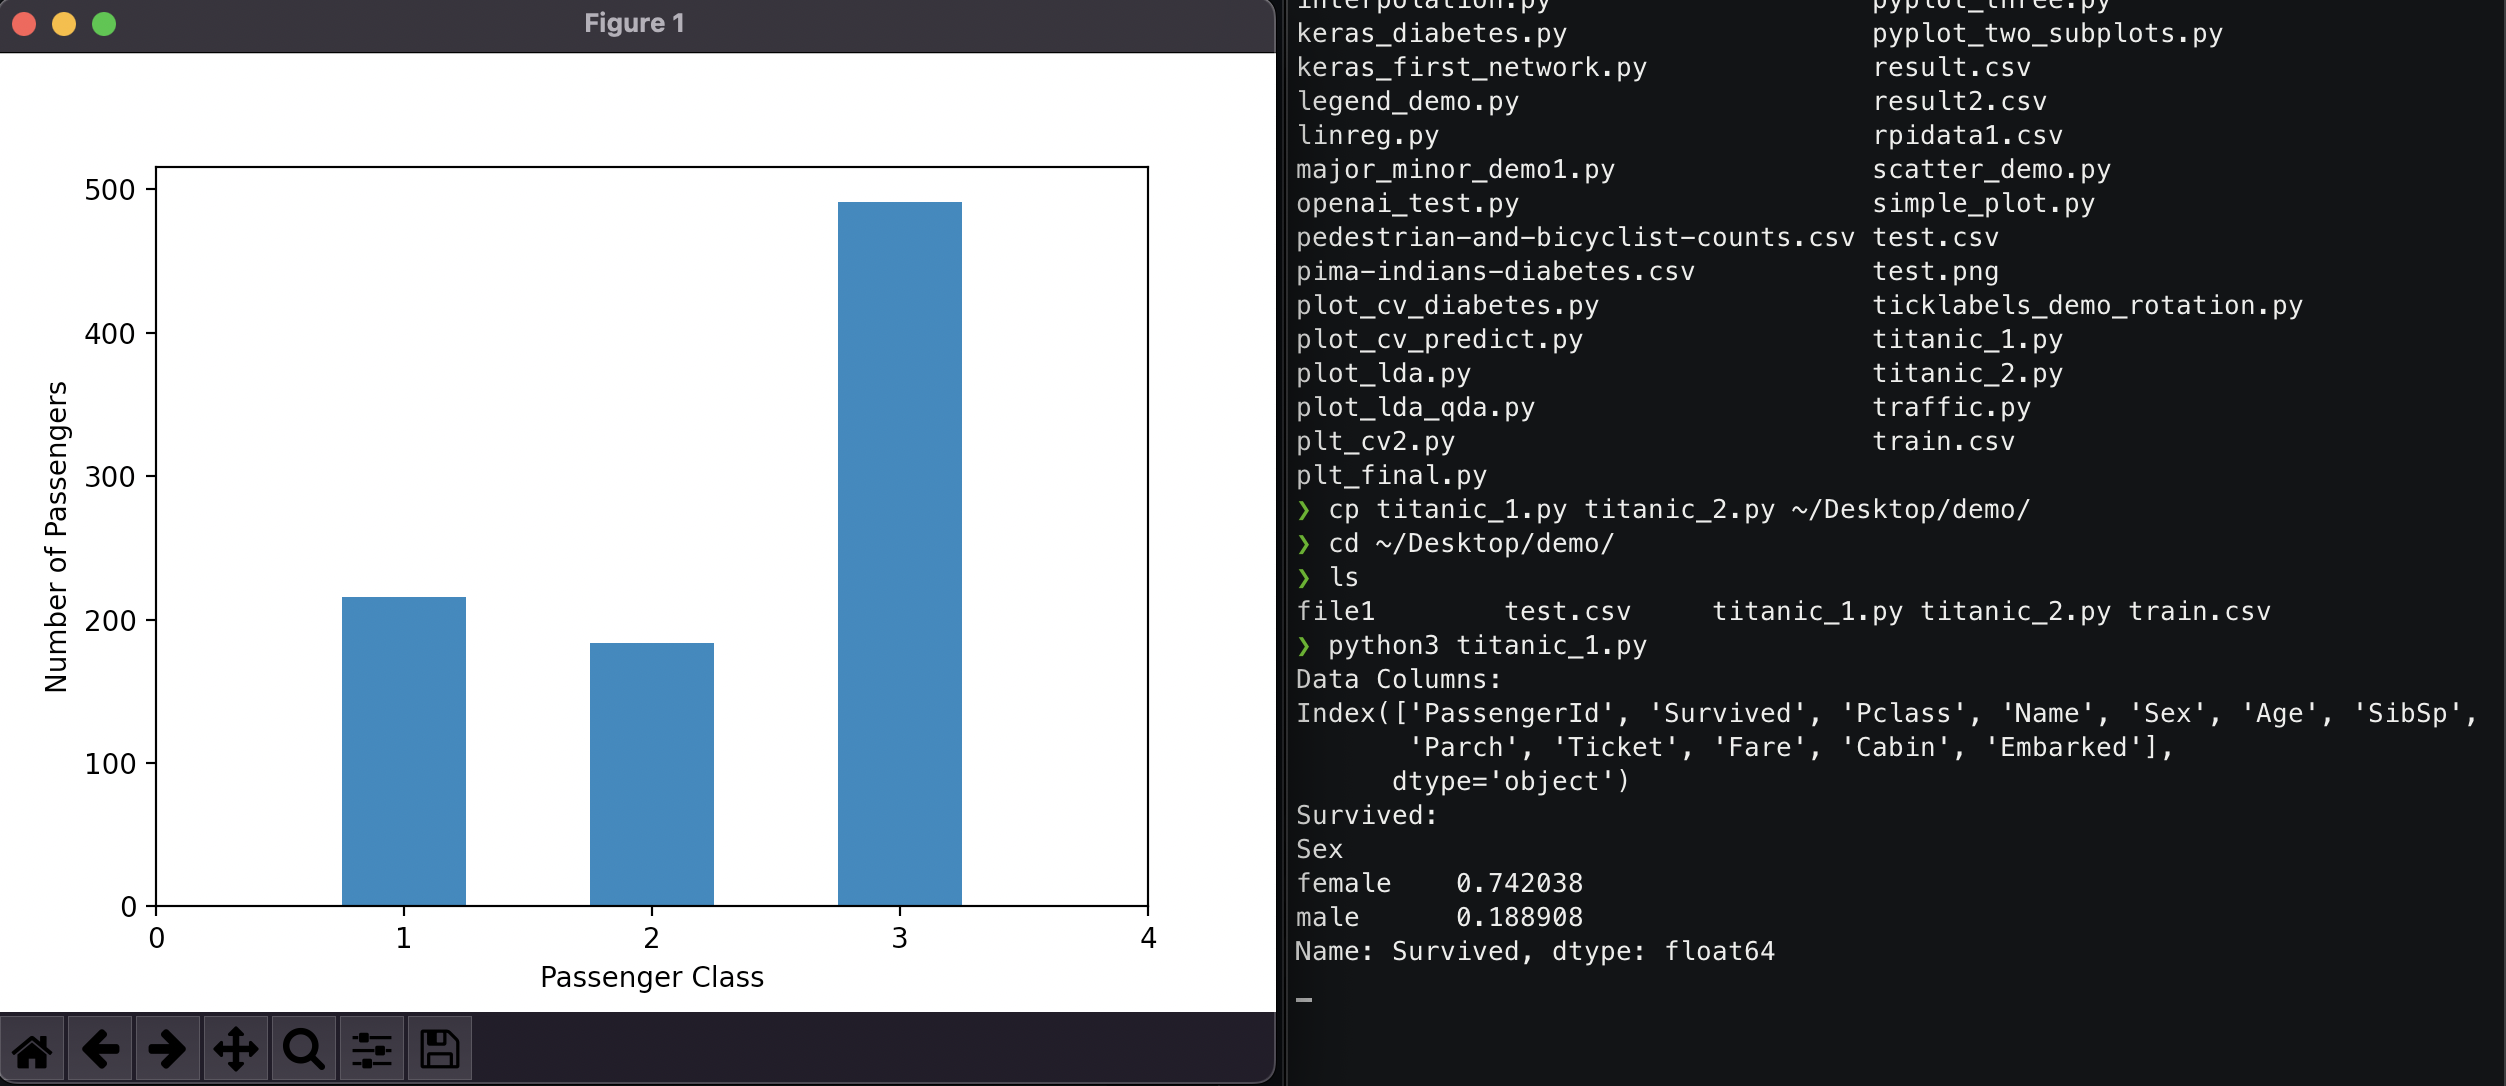 Figure 1
500
400
300
200
100
0
Number of Passengers
0 1 2 3 4
Passenger Class
interpolation.py pyplot_three.py
keras_diabetes.py pyplot_two_subplots.py
keras_first_network.py result.csv
legend_demo.py result2.csv
linreg.py rpidata1.csv
major_minor_demo1.py scatter_demo.py
openai_test.py simple_plot.py
pedestrian-and-bicyclist-counts.csv test.csv
pima-indians-diabetes.csv test.png
plot_cv_diabetes.py ticklabels_demo_rotation.py
plot_cv_predict.py titanic_1.py
plot_lda.py titanic_2.py
plot_lda_qda.py traffic.py
plt_cv2.py train.csv
plt_final.py
❯ cp titanic_1.py titanic_2.py ~/Desktop/demo/
❯ cd ~/Desktop/demo/
❯ ls
file1 test.csv titanic_1.py titanic_2.py train.csv
❯ python3 titanic_1.py
Data Columns:
Index(['PassengerId', 'Survived', 'Pclass', 'Name', 'Sex', 'Age', 'SibSp',
'Parch', 'Ticket', 'Fare', 'Cabin', 'Embarked'],
dtype='object')
Survived:
Sex
female 0.742038
male 0.188908
Name: Survived, dtype: float64